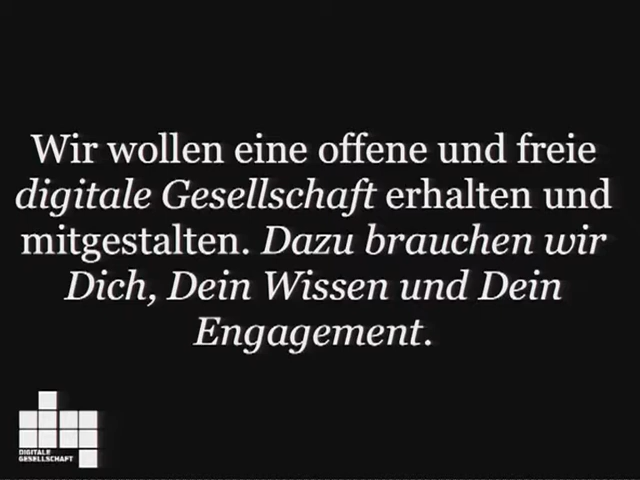 Wir wollen eine offene und freie
digitale Gesellschaft erhalten und
mitgestalten. Dazu brauchen wir
Dich, Dein Wissen und Dein
Engagement.
DIGITALE
GESELLSCHAFT